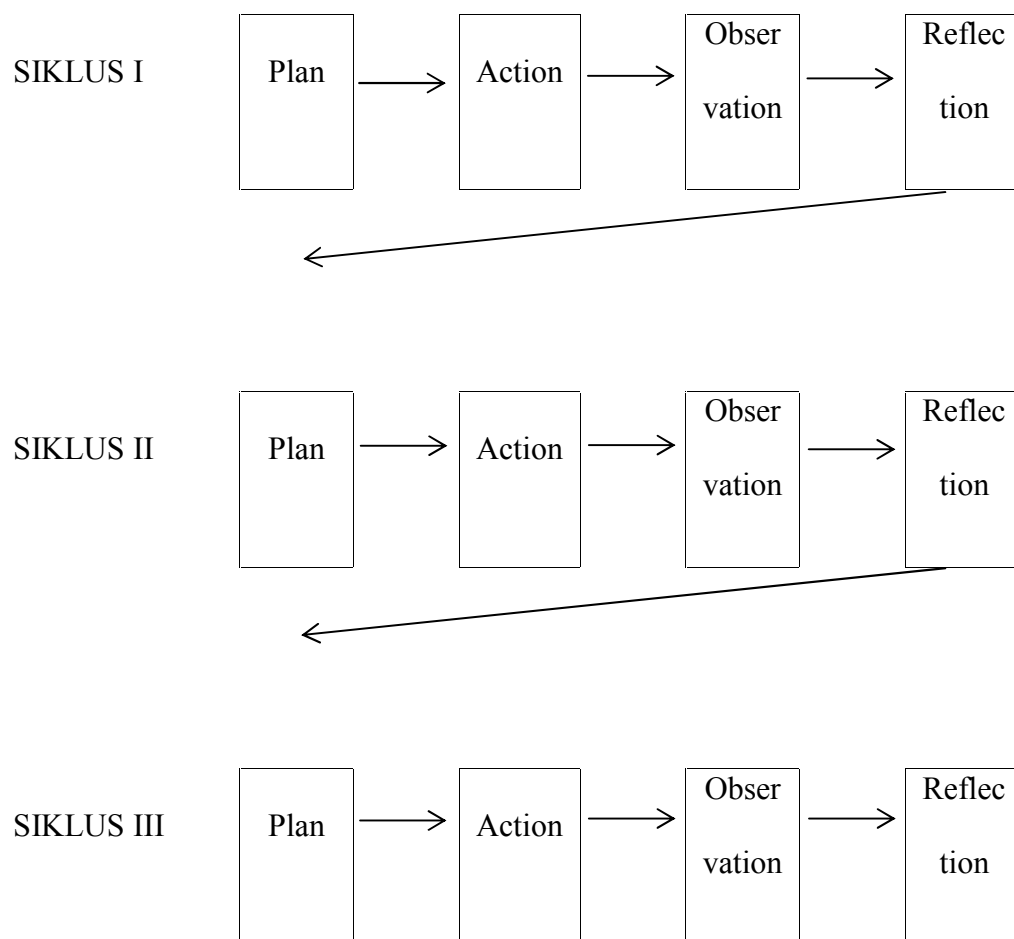 SIKLUS I
Plan
Action
Obser
vation
Reflec
tion
SIKLUS II
Plan
Action
Obser
vation
Reflec
tion
SIKLUS III
Plan
Action
Obser
vation
Reflec
tion